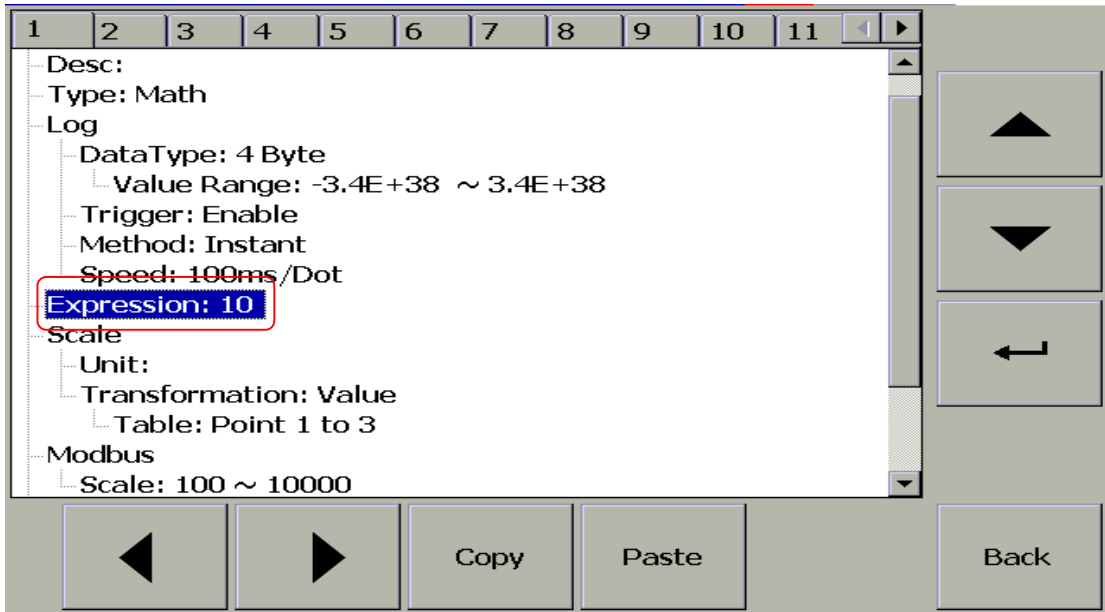 1 2 3 4 5 6 7 8 9 10 11
Desc:
Type: Math
Log
DataType: 4 Byte
Value Range: -3.4E+38 ~ 3.4E+38
Trigger: Enable
Method: Instant
Speed: 100ms/Dot
Expression: 10
Scale
Unit:
Transformation: Value
Table: Point 1 to 3
Modbus
Scale: 100 ~ 10000
Copy Paste Back